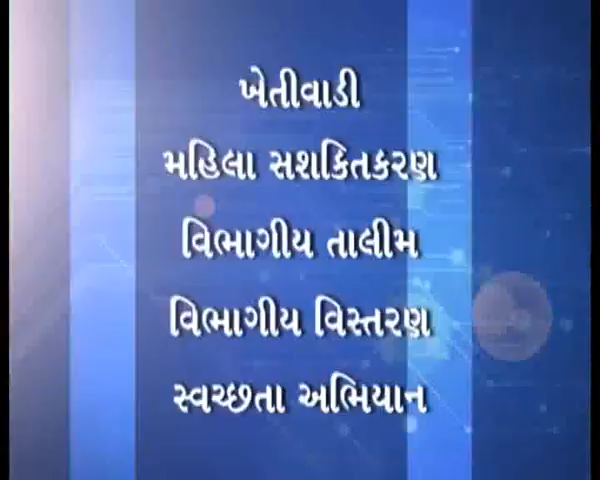 ખેતીવાડી
મહિલા સશકિતકરણ
વિભાગીય તાલીમ
વિભાગીય વિસ્તરણ
સ્વચ્છતા અભિયાન